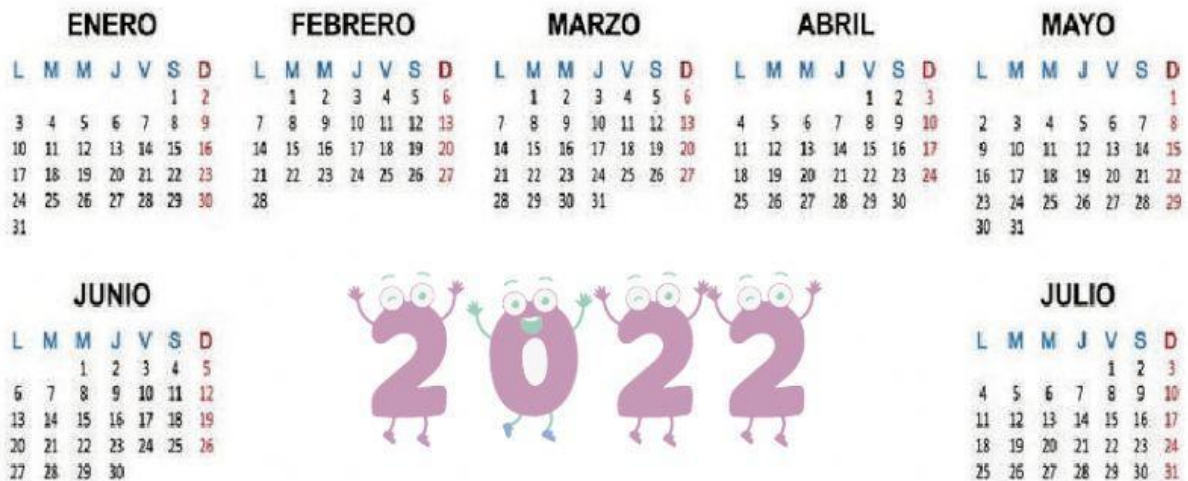 ENERO FEBRERO MARZO ABRIL MAYO
L M M J V S D L M M J V S D L M M J V S D L M M J V S D L M M J V S D
1 2 1 2 3 4 5 6 1 2 3 4 5 6 1 2 3 1
3 4 5 6 7 8 9 7 8 9 10 11 12 13 7 8 9 10 11 12 13 4 5 6 7 8 9 10 2 3 4 5 6 7 8
10 11 12 13 14 15 16 14 15 16 17 18 19 20 14 15 16 17 18 19 20 11 12 13 14 15 16 17 9 10 11 12 13 14 15
17 18 19 20 21 22 23 21 22 23 24 25 26 27 21 22 23 24 25 26 27 18 19 20 21 22 23 24 16 17 18 19 20 21 22
24 25 26 27 28 29 30 28 28 29 30 31 25 26 27 28 29 30 23 24 25 26 27 28 29
31 30 31
JUNIO JULIO
L M M J V S D L M M J V S D
1 2 3 4 5 1 2 3
6 7 8 9 10 11 12 2022 4 5 6 7 8 9 10
13 14 15 16 17 18 19 11 12 13 14 15 16 17
20 21 22 23 24 25 26 18 19 20 21 22 23 24
27 28 29 30 25 26 27 28 29 30 31